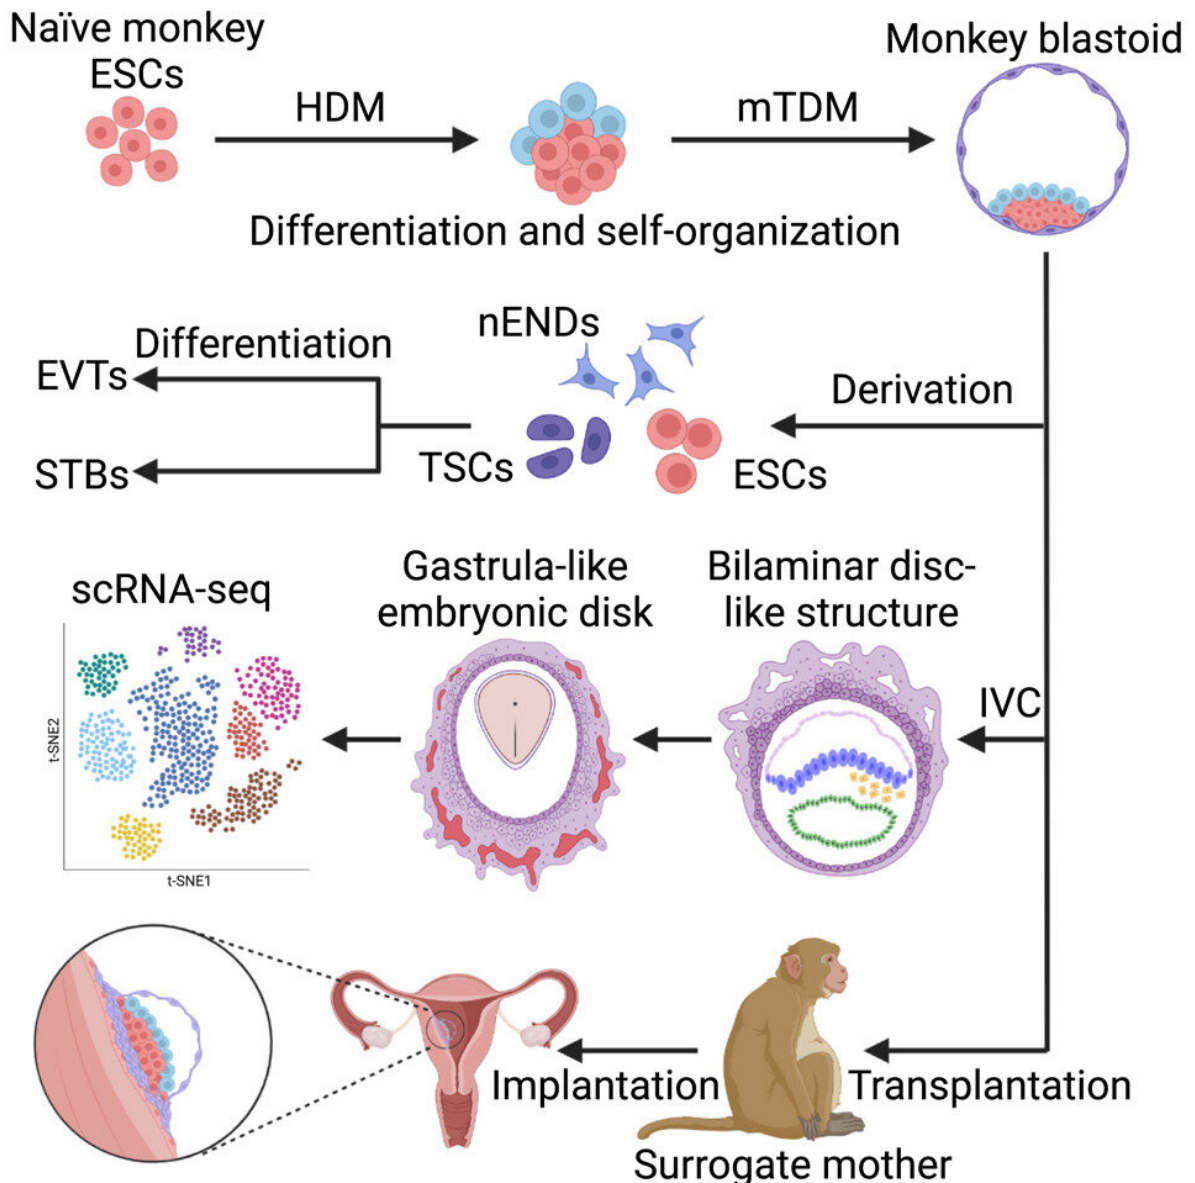 Naïve monkey
ESCs
HDM
mTDM
Monkey blastoid
Differentiation and self-organization
nENDs
Differentiation
EVTs
STBs
TSCs
ESCs
Derivation
scRNA-seq
t-SNE2
t-SNE1
Gastrula-like
embryonic disk
Bilaminar disc-
like structure
IVC
Implantation
Transplantation
Surrogate mother